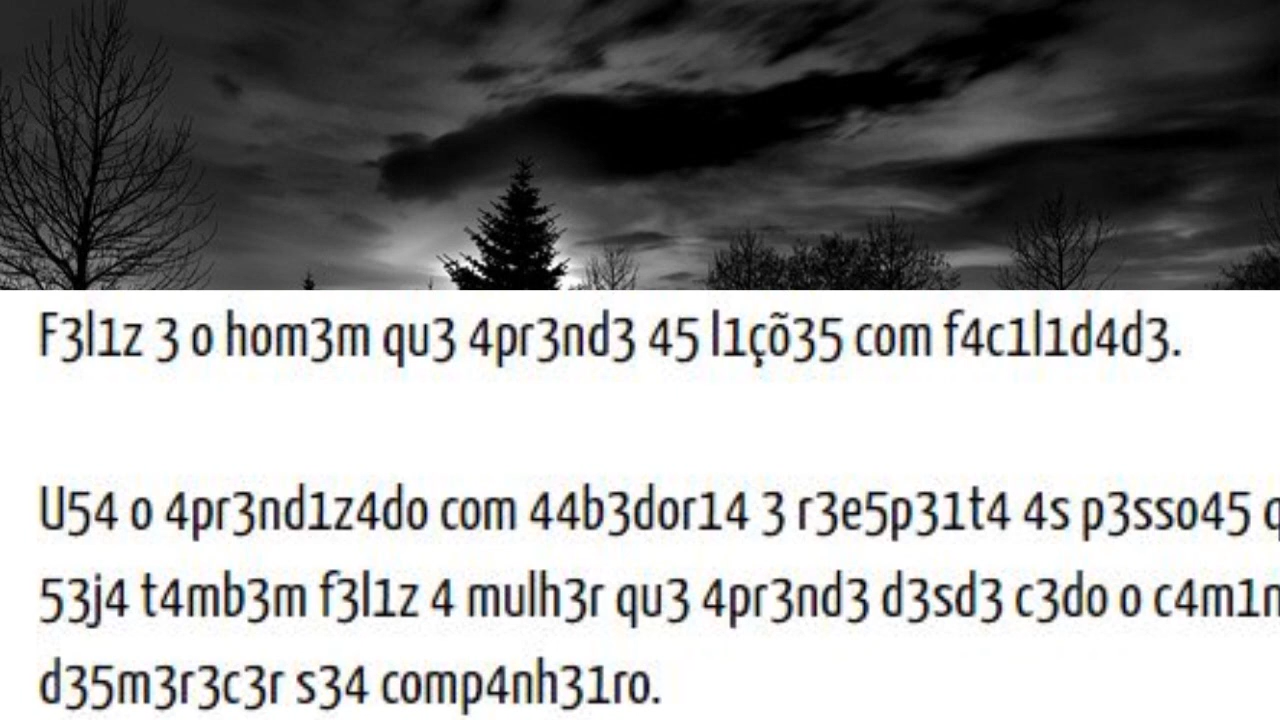 F3l1z 3 o hom3m qu3 4pr3nd3 45 l1çõ35 com f4c1l1d4d3.
U54 o 4pr3nd1z4do com 44b3dor14 3 r3e5p31t4 4s p3sso45
53j4 t4mb3m f3l1z 4 mulh3r qu3 4pr3nd3 d3sd3 c3do o
d35m3r3c3r s34 comp4nh31ro.